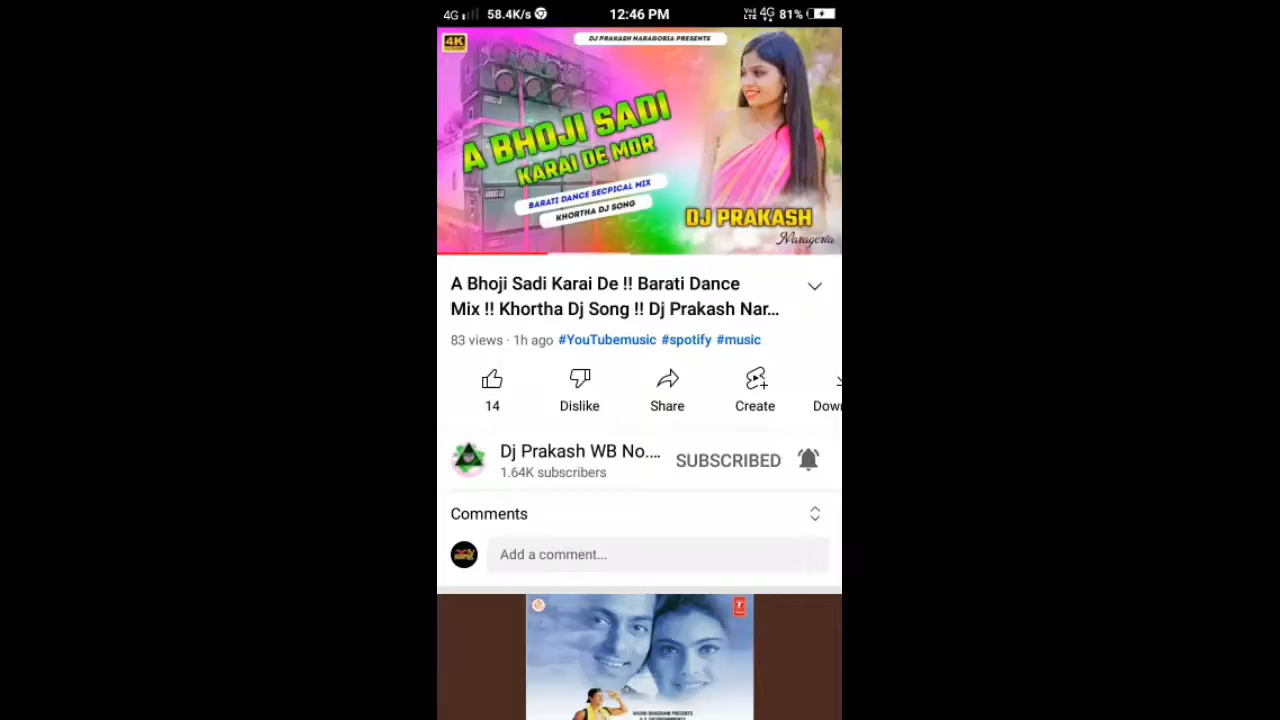 4G 58.4K/s 12:46 PM VoI LTE 4G 81%
4K
DJ PRAKASH NARAGORIA PRESENTS
A BHOJI SADI
KARAI DE MOR
BARATI DANCE SECPICAL MIX
KHORTHA DJ SONG
DJ PRAKASH
Naragoria
A Bhoji Sadi Karai De !! Barati Dance
Mix !! Khortha Dj Song !! Dj Prakash Nar...
83 views · 1h ago #YouTubemusic #spotify #music
14 Dislike Share Create Dow
Dj Prakash WB No.... SUBSCRIBED
1.64K subscribers
Comments
Add a comment...
T